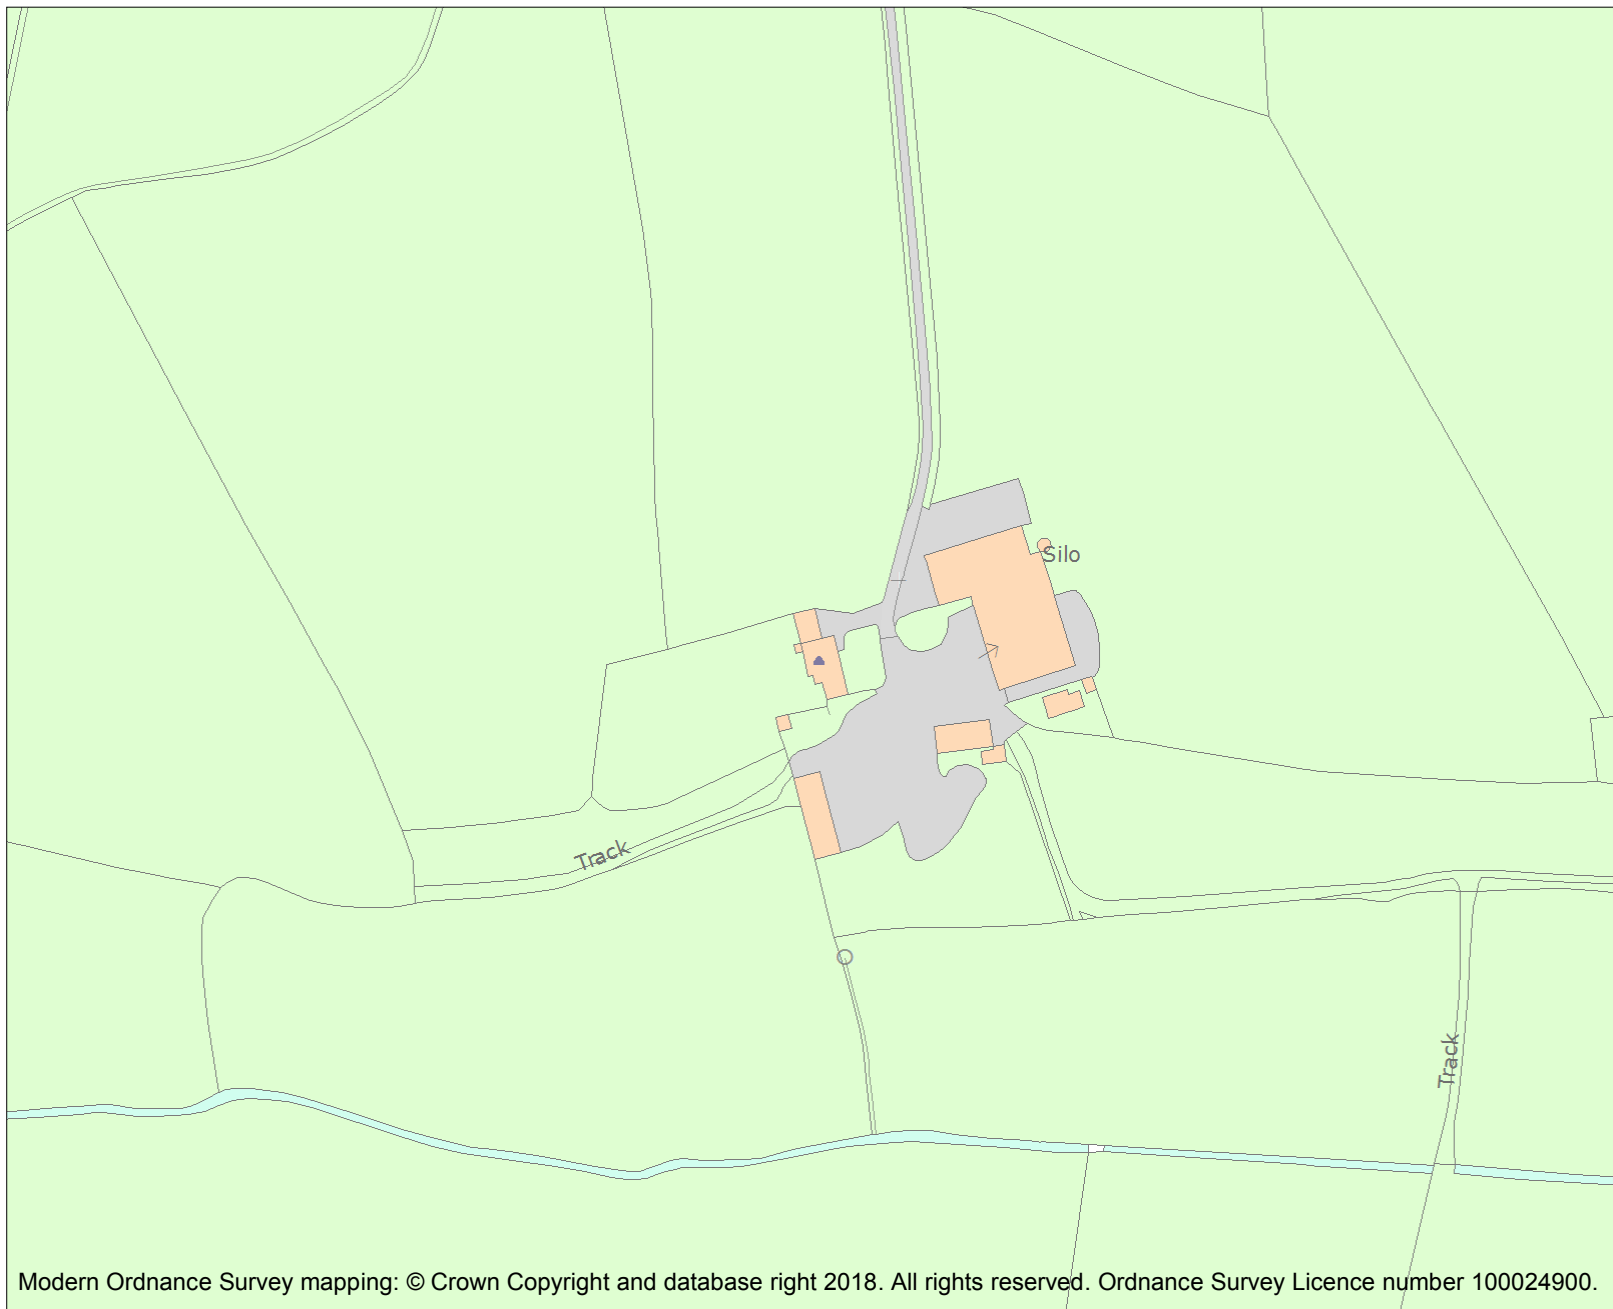 Silo
Track
Track
Modern Ordnance Survey mapping: © Crown Copyright and database right 2018. All rights reserved. Ordnance Survey Licence number 100024900.